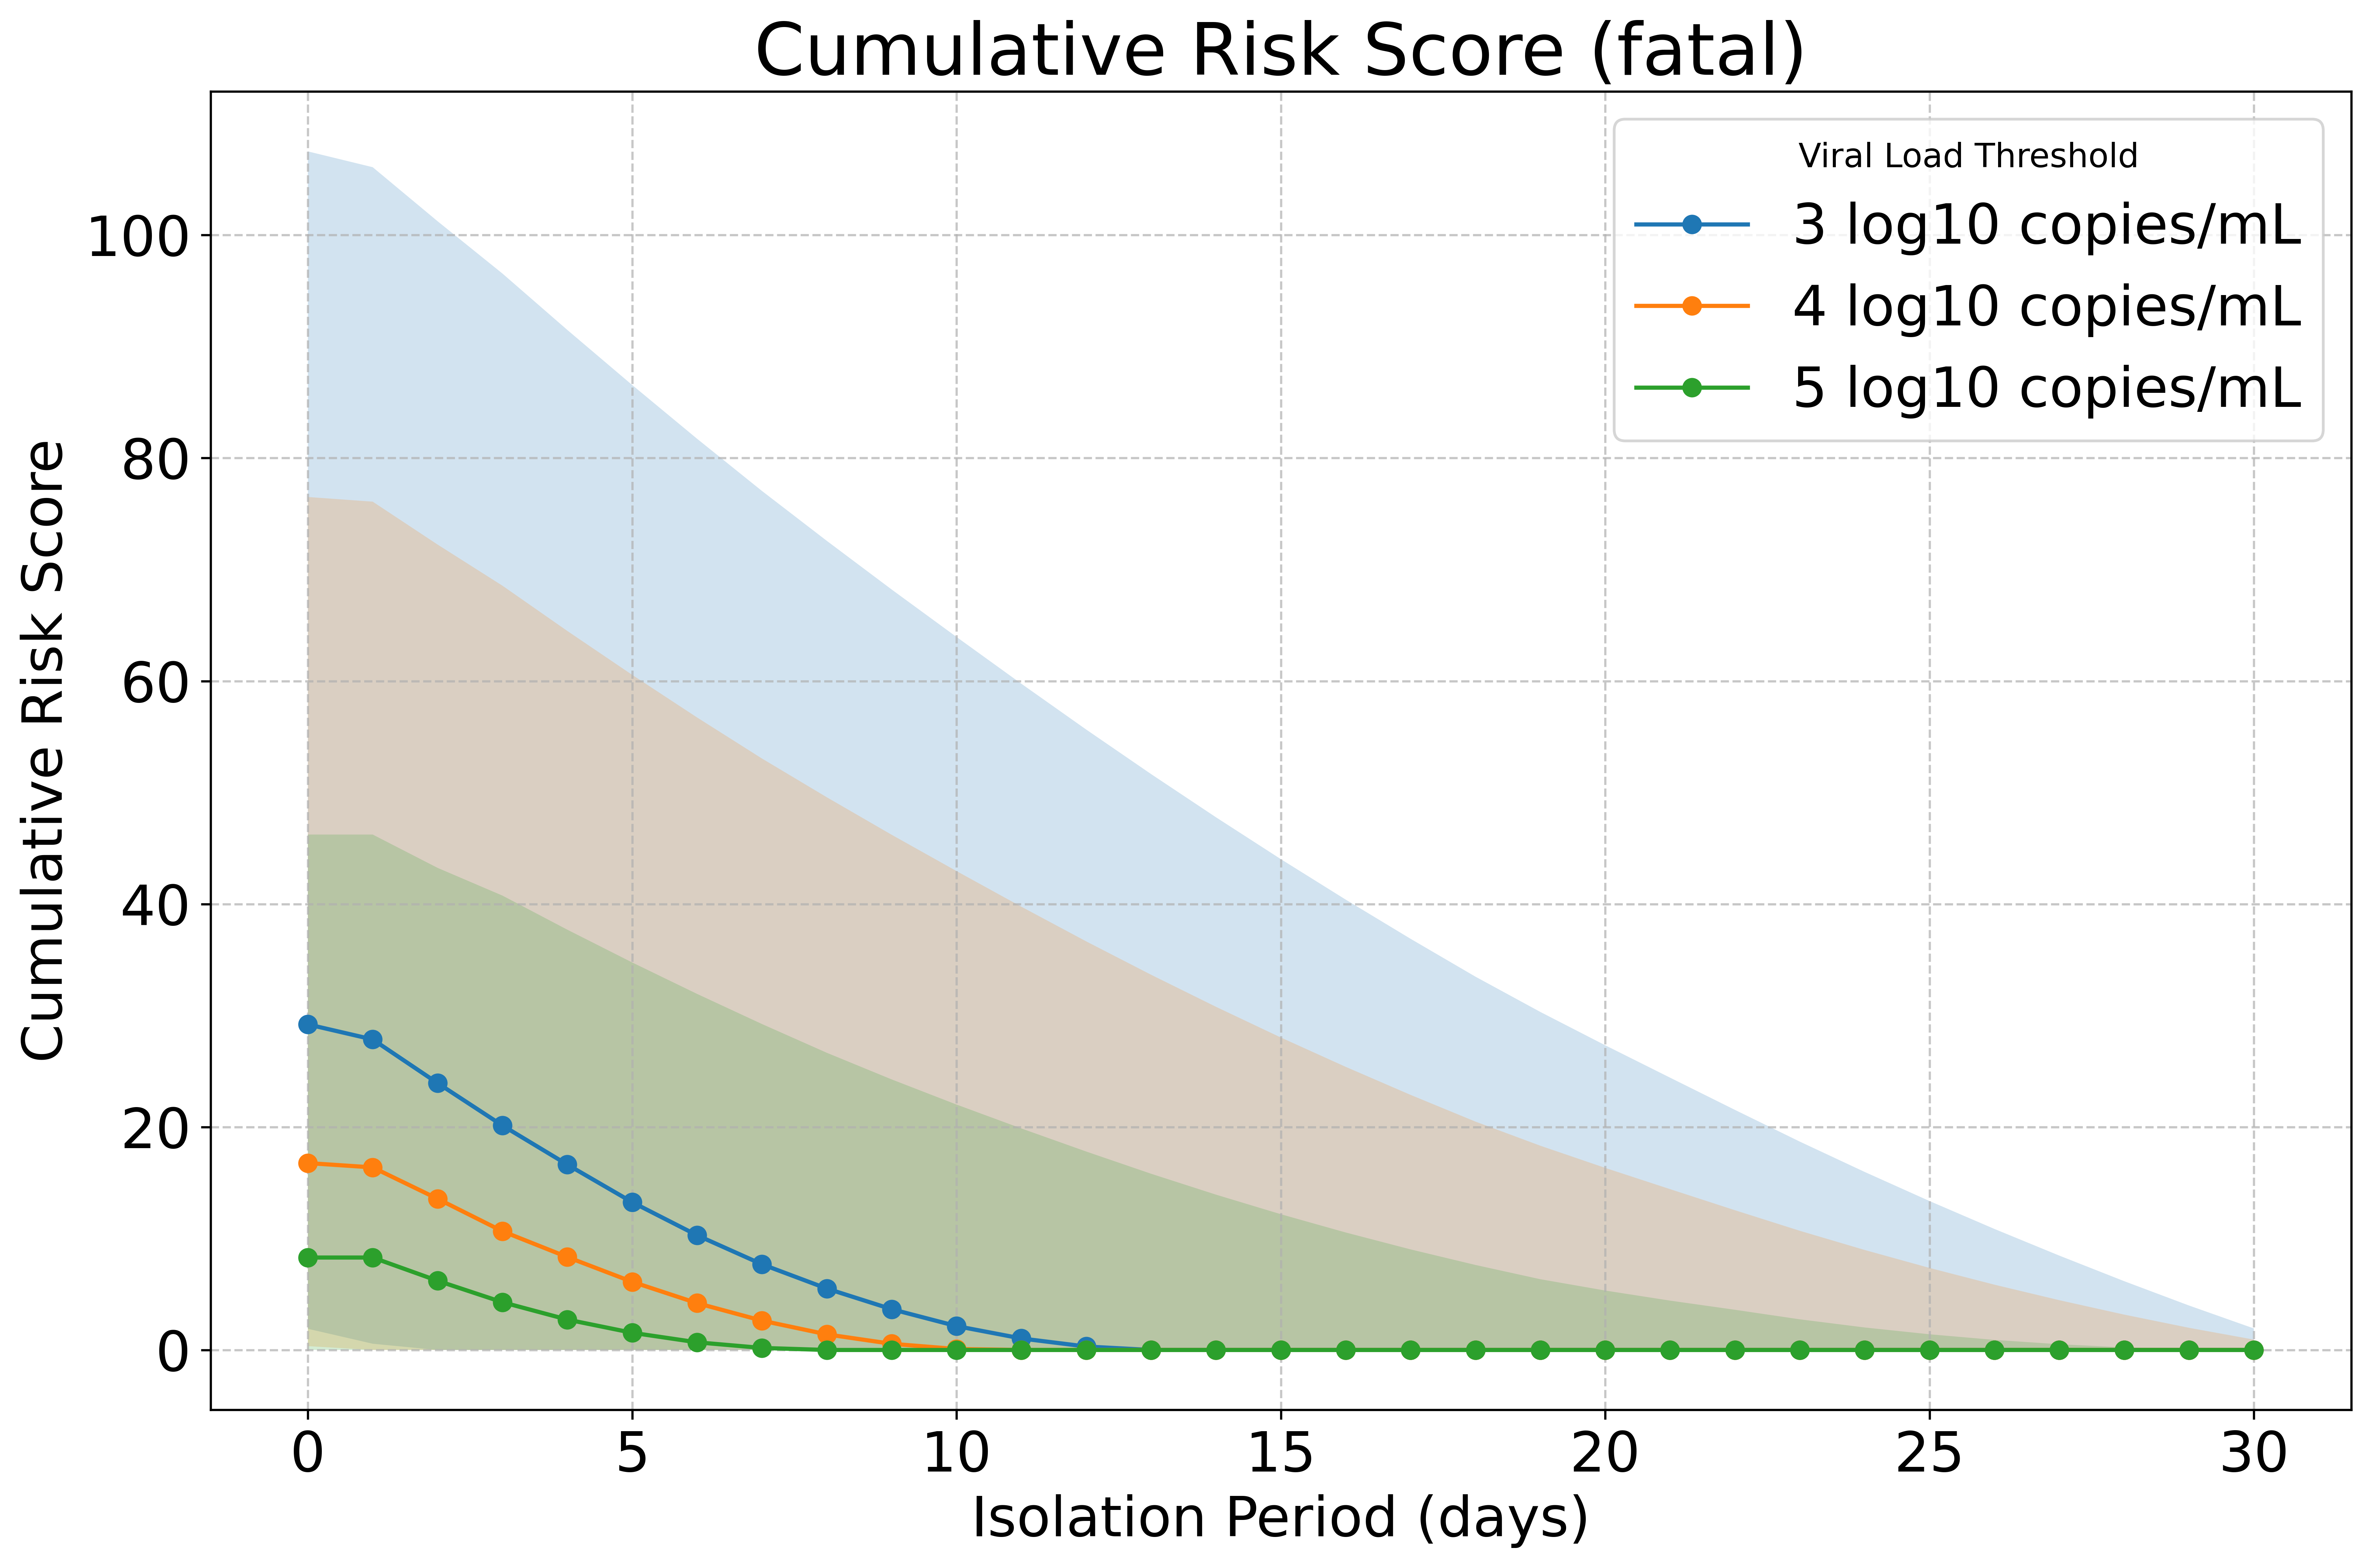 Cumulative Risk Score (fatal)
Viral Load Threshold
3 log10 copies/mL
4 log10 copies/mL
5 log10 copies/mL
Cumulative Risk Score
100
80
60
40
20
0
0 5 10 15 20 25 30
Isolation Period (days)